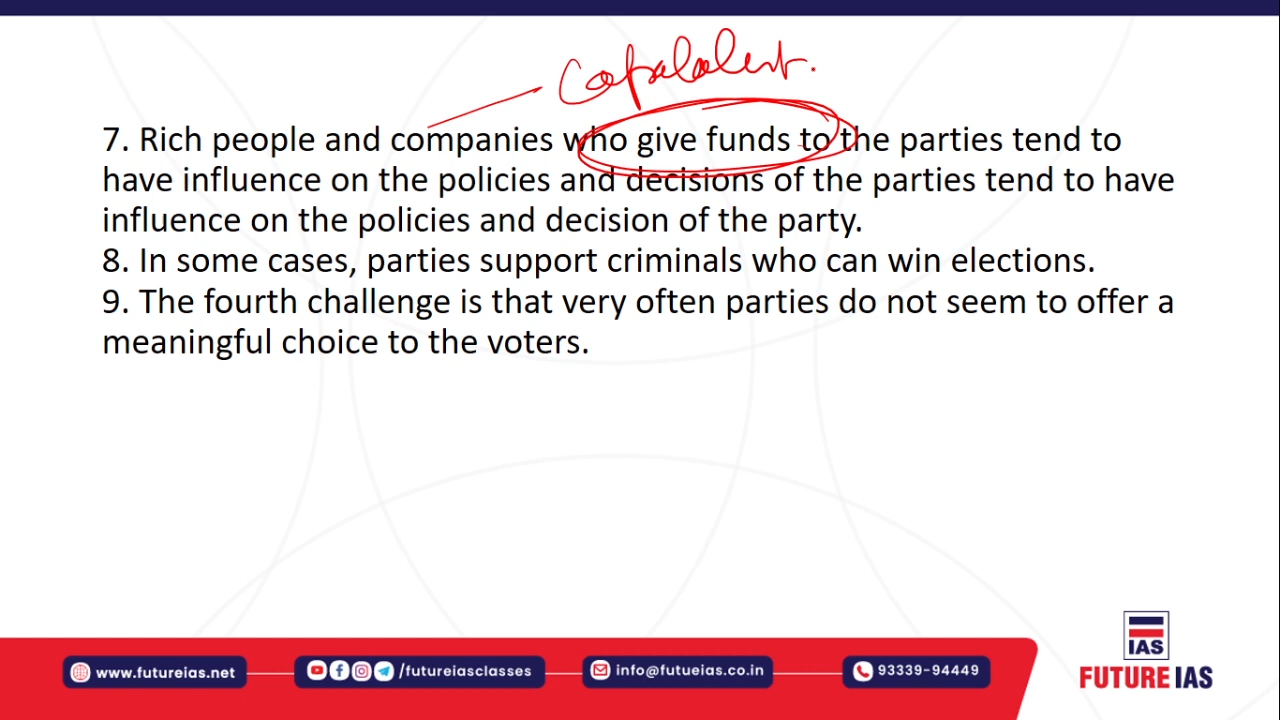 7. Rich people and companies who give funds to the parties tend to
have influence on the policies and decisions of the parties tend to have
influence on the policies and decision of the party.
8. In some cases, parties support criminals who can win elections.
9. The fourth challenge is that very often parties do not seem to offer a
meaningful choice to the voters.
IAS
www.futureias.net /futureiasclasses info@futueias.co.in 93339-94449 FUTURE IAS